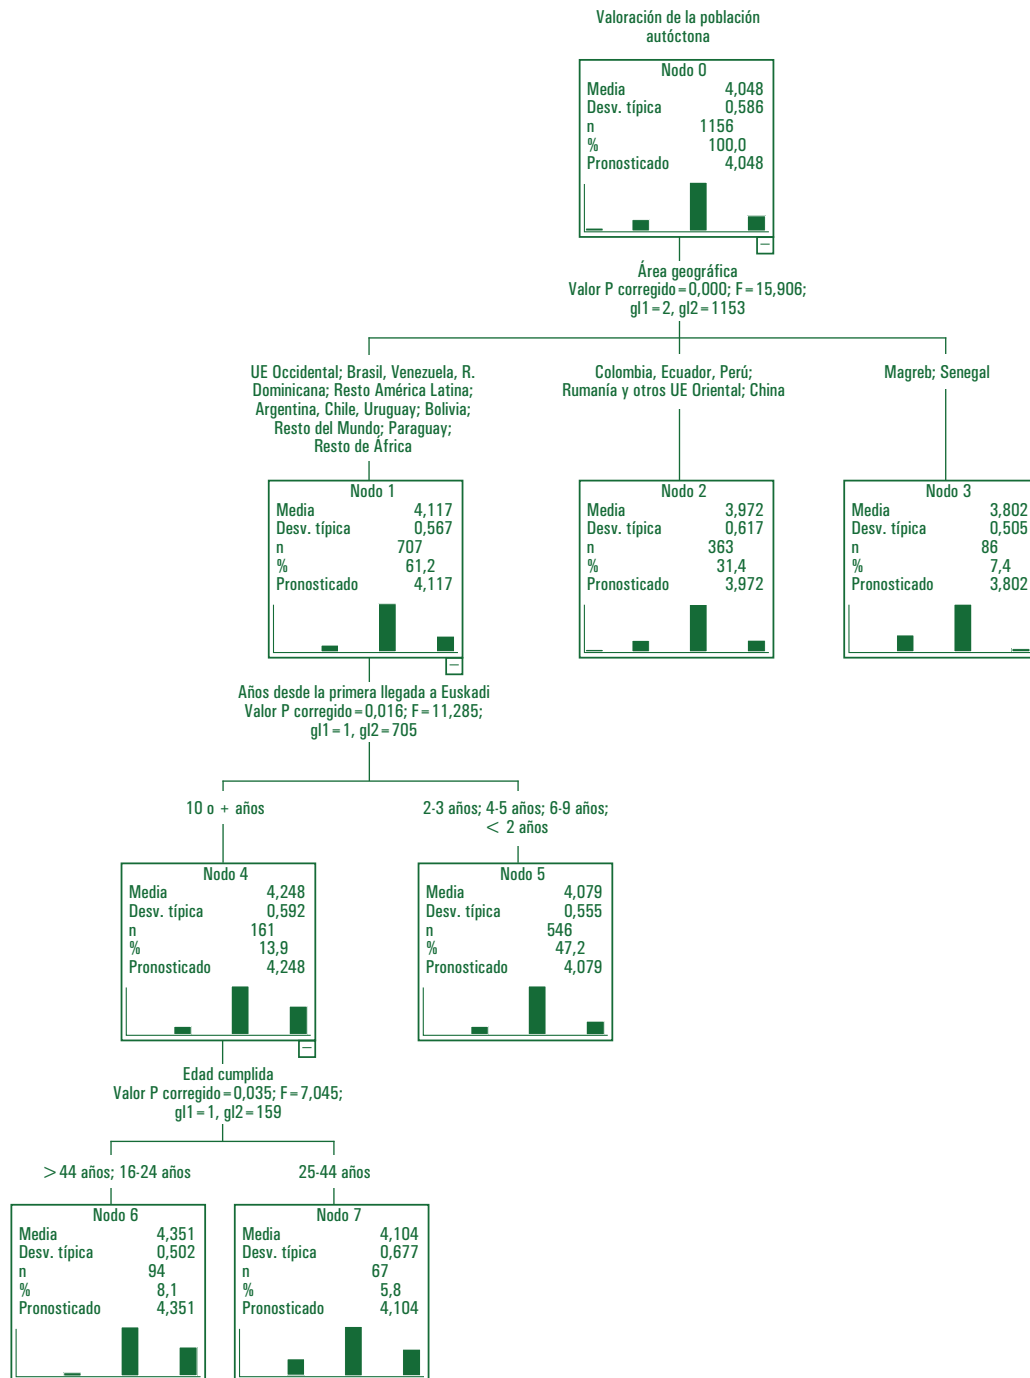 Valoración de la población
autóctona
Nodo 0
Media 4,048
Desv. típica 0,586
n 1156
% 100,0
Pronosticado 4,048
Área geográfica
Valor P corregido=0,000; F=15,906;
gl1=2, gl2=1153
UE Occidental; Brasil, Venezuela, R.
Dominicana; Resto América Latina;
Argentina, Chile, Uruguay; Bolivia;
Resto del Mundo; Paraguay;
Resto de África
Colombia, Ecuador, Perú;
Rumanía y otros UE Oriental; China
Magreb; Senegal
Nodo 1
Media 4,117
Desv. típica 0,567
n 707
% 61,2
Pronosticado 4,117
Nodo 2
Media 3,972
Desv. típica 0,617
n 363
% 31,4
Pronosticado 3,972
Nodo 3
Media 3,802
Desv. típica 0,505
n 86
% 7,4
Pronosticado 3,802
Años desde la primera llegada a Euskadi
Valor P corregido=0,016; F=11,285;
gl1=1, gl2=705
10 o + años
2-3 años; 4-5 años; 6-9 años;
< 2 años
Nodo 4
Media 4,248
Desv. típica 0,592
n 161
% 13,9
Pronosticado 4,248
Nodo 5
Media 4,079
Desv. típica 0,555
n 546
% 47,2
Pronosticado 4,079
Edad cumplida
Valor P corregido=0,035; F=7,045;
gl1=1, gl2=159
>44 años; 16-24 años
25-44 años
Nodo 6
Media 4,351
Desv. típica 0,502
n 94
% 8,1
Pronosticado 4,351
Nodo 7
Media 4,104
Desv. típica 0,677
n 67
% 5,8
Pronosticado 4,104